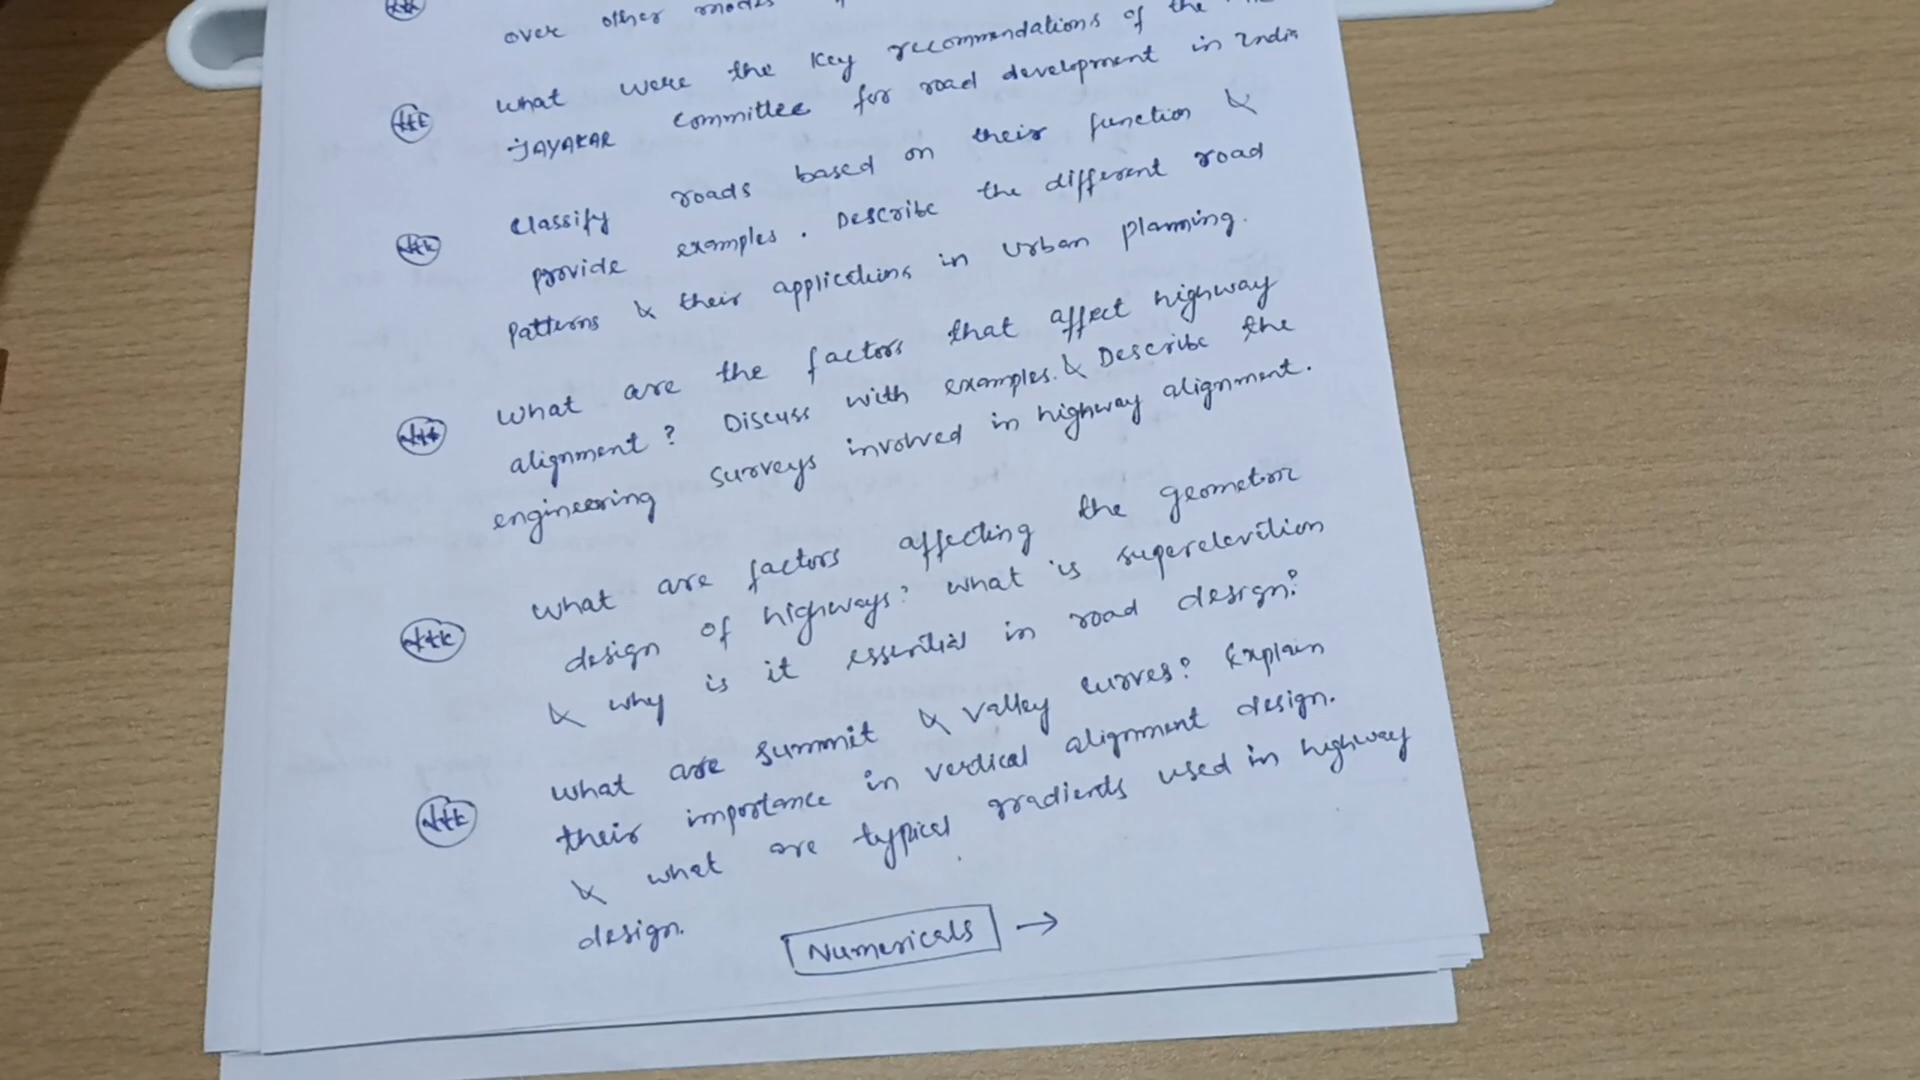 over other modes
what were the key recommendations of the
JAYAKAR committee for road development in India
classify roads based on their function &
provide examples. Describe the different road
patterns & their applications in urban planning.
what are the factors that affect highway
alignment? Discuss with examples. & Describe the
engineering surveys involved in highway alignment.
what are factors affecting the geometric
design of highways? what is superelevation
& why is it essential in road design?
what are summit & valley curves? Explain
their importance in vertical alignment design.
& what are typical gradients used in highway
design.
Numericals →